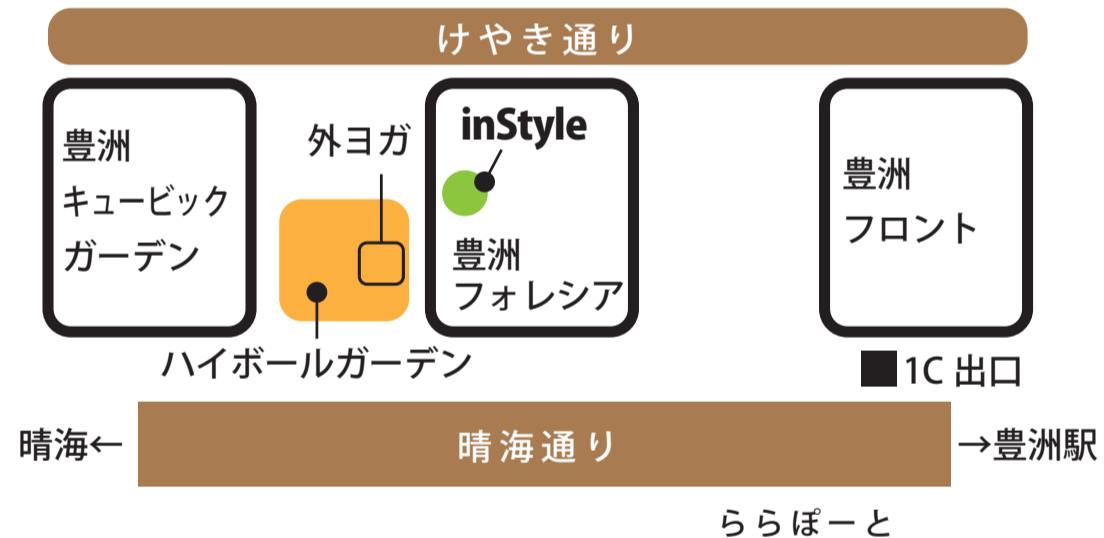 けやき通り
豊洲
キュービック
ガーデン
外ヨガ
inStyle
豊洲
フォレシア
豊洲
フロント
ハイボールガーデン
1C 出口
晴海←
晴海通り
→豊洲駅
ららぽーと